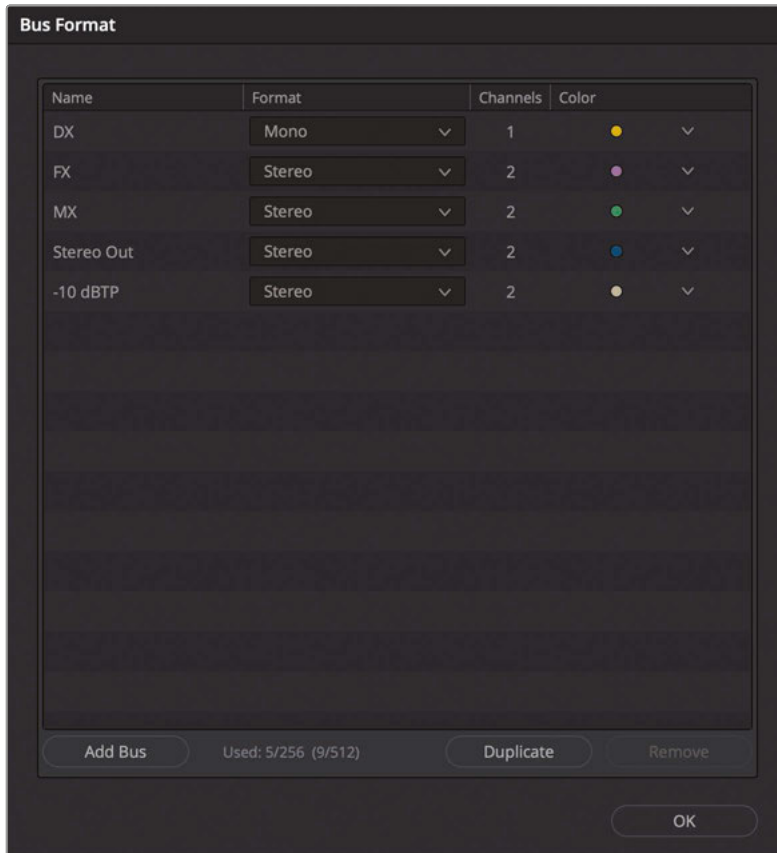 Bus Format
Name Format Channels Color
DX Mono 1
FX Stereo 2
MX Stereo 2
Stereo Out Stereo 2
-10 dBTP Stereo 2
Add Bus Used: 5/256 (9/512) Duplicate Remove
OK